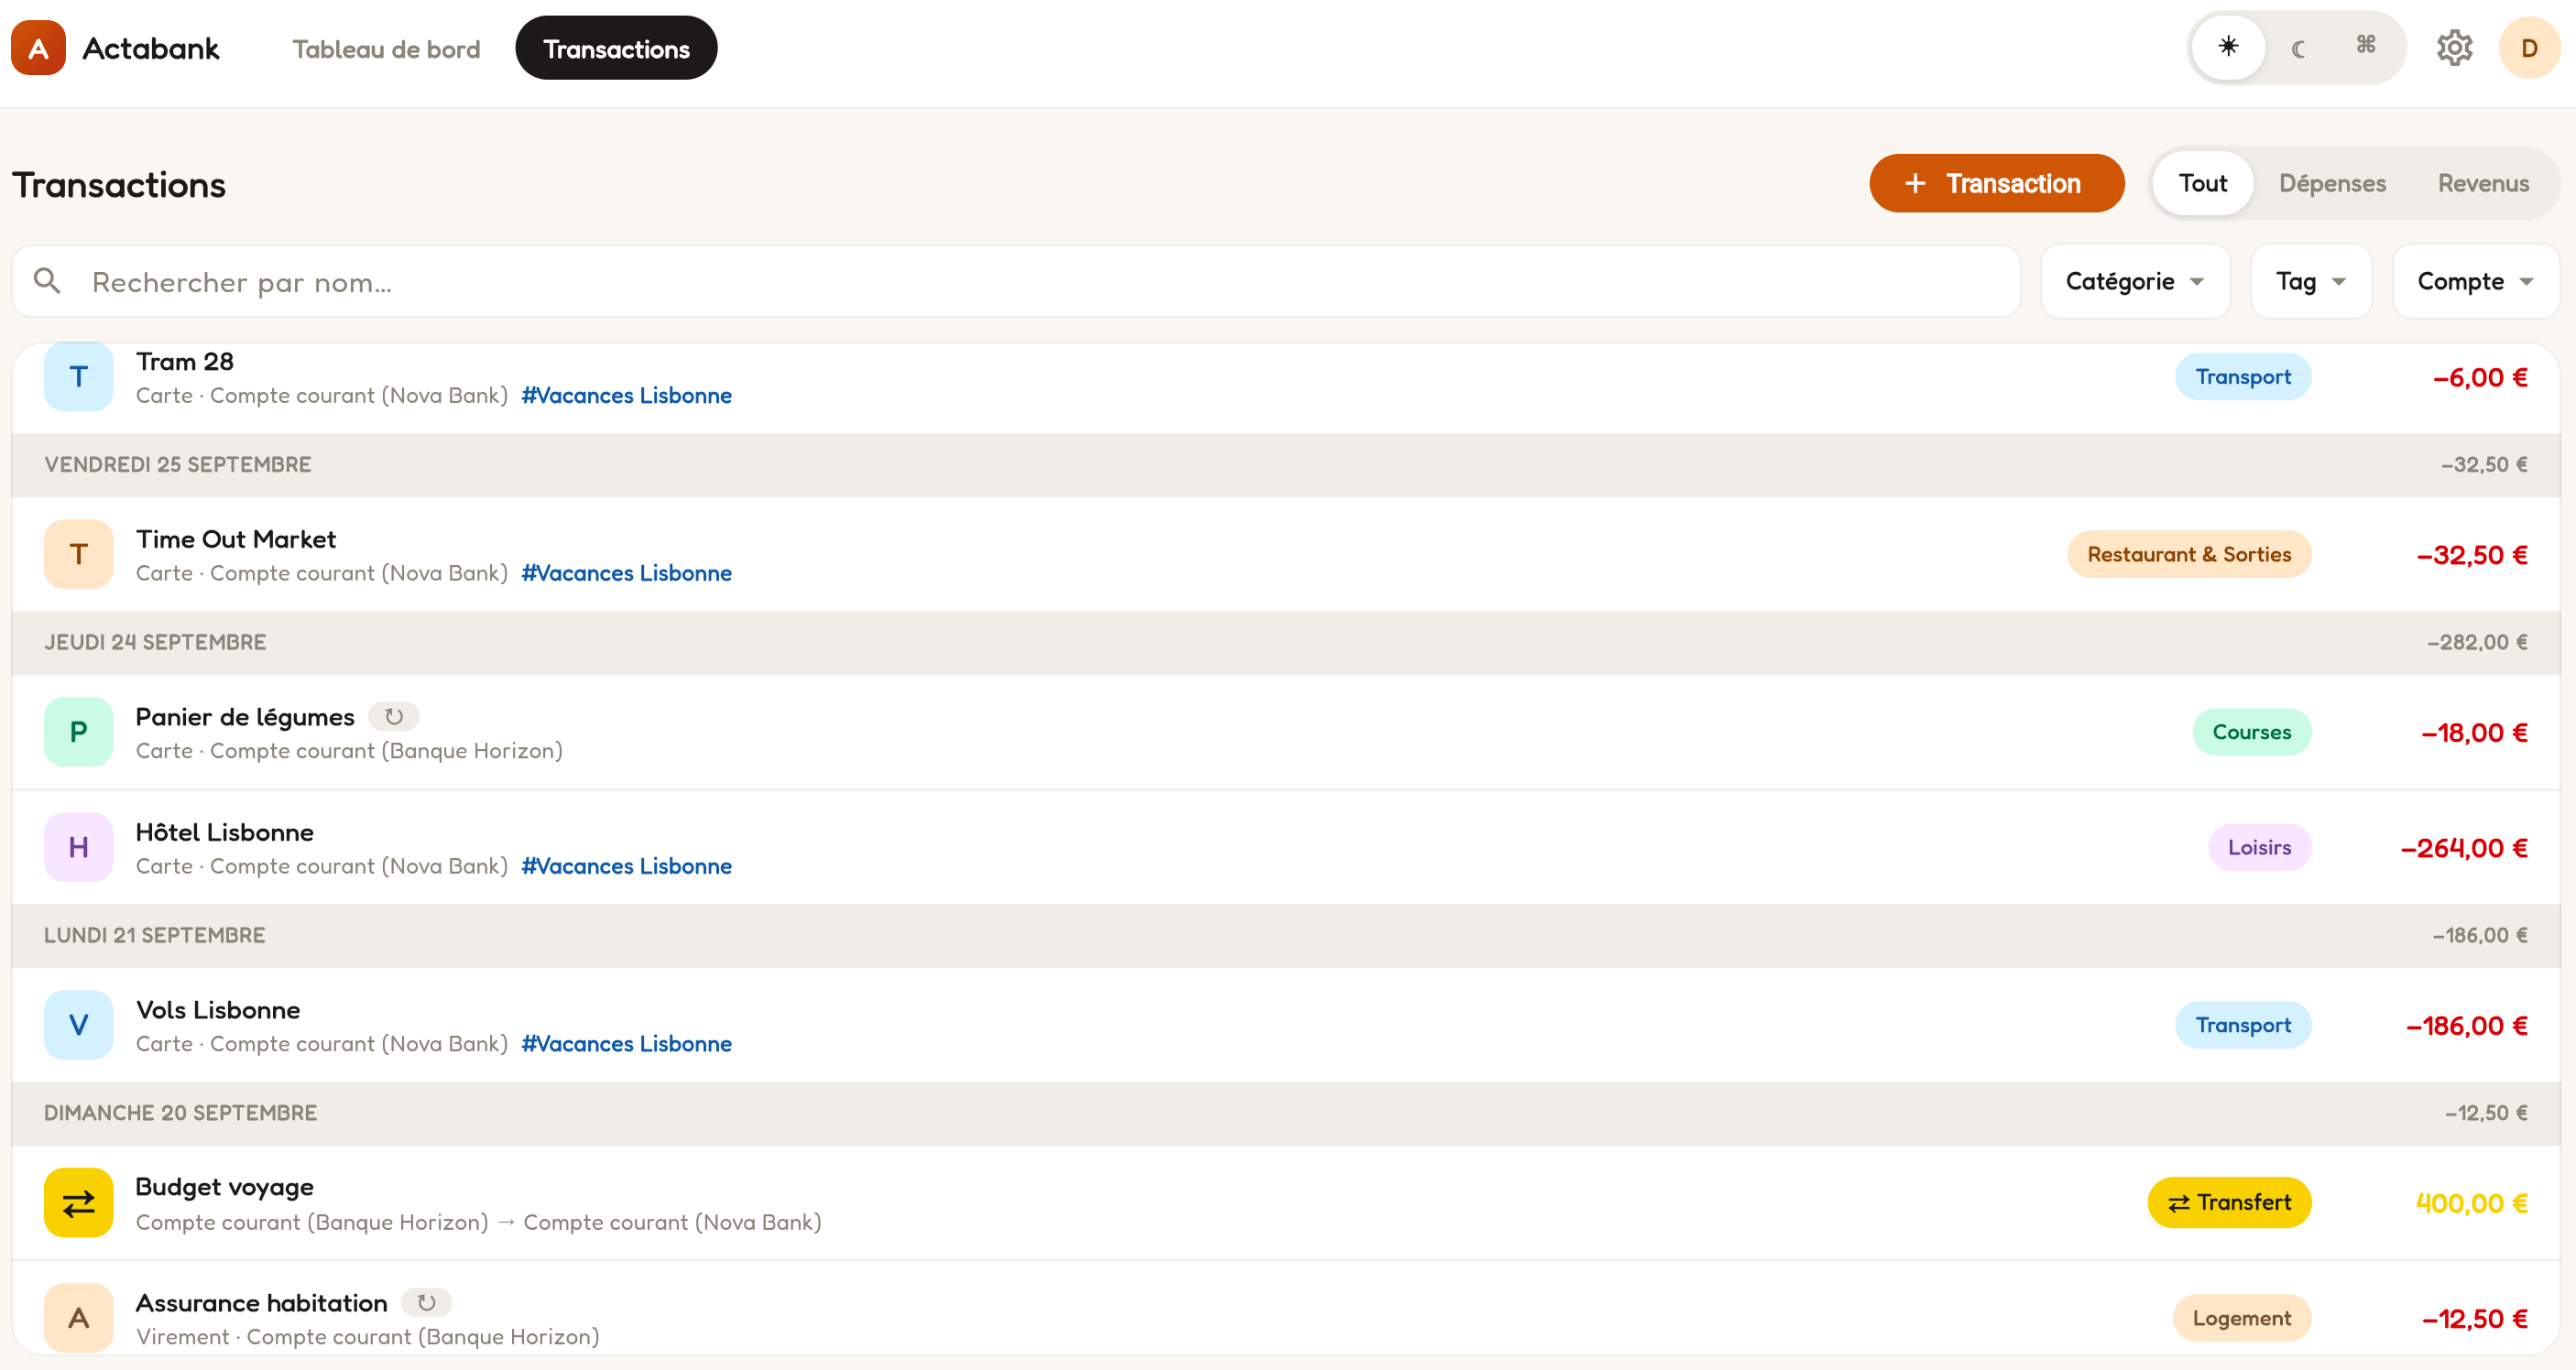 A Actabank Tableau de bord Transactions D
Transactions + Transaction Tout Dépenses Revenus
Rechercher par nom... Catégorie Tag Compte
T Tram 28 Transport −6,00 €
Carte · Compte courant (Nova Bank) #Vacances Lisbonne
VENDREDI 25 SEPTEMBRE −32,50 €
T Time Out Market Restaurant & Sorties −32,50 €
Carte · Compte courant (Nova Bank) #Vacances Lisbonne
JEUDI 24 SEPTEMBRE −282,00 €
P Panier de légumes ↻ Courses −18,00 €
Carte · Compte courant (Banque Horizon)
H Hôtel Lisbonne Loisirs −264,00 €
Carte · Compte courant (Nova Bank) #Vacances Lisbonne
LUNDI 21 SEPTEMBRE −186,00 €
V Vols Lisbonne Transport −186,00 €
Carte · Compte courant (Nova Bank) #Vacances Lisbonne
DIMANCHE 20 SEPTEMBRE −12,50 €
Budget voyage ⇄ Transfert 400,00 €
Compte courant (Banque Horizon) → Compte courant (Nova Bank)
A Assurance habitation ↻ Logement −12,50 €
Virement · Compte courant (Banque Horizon)